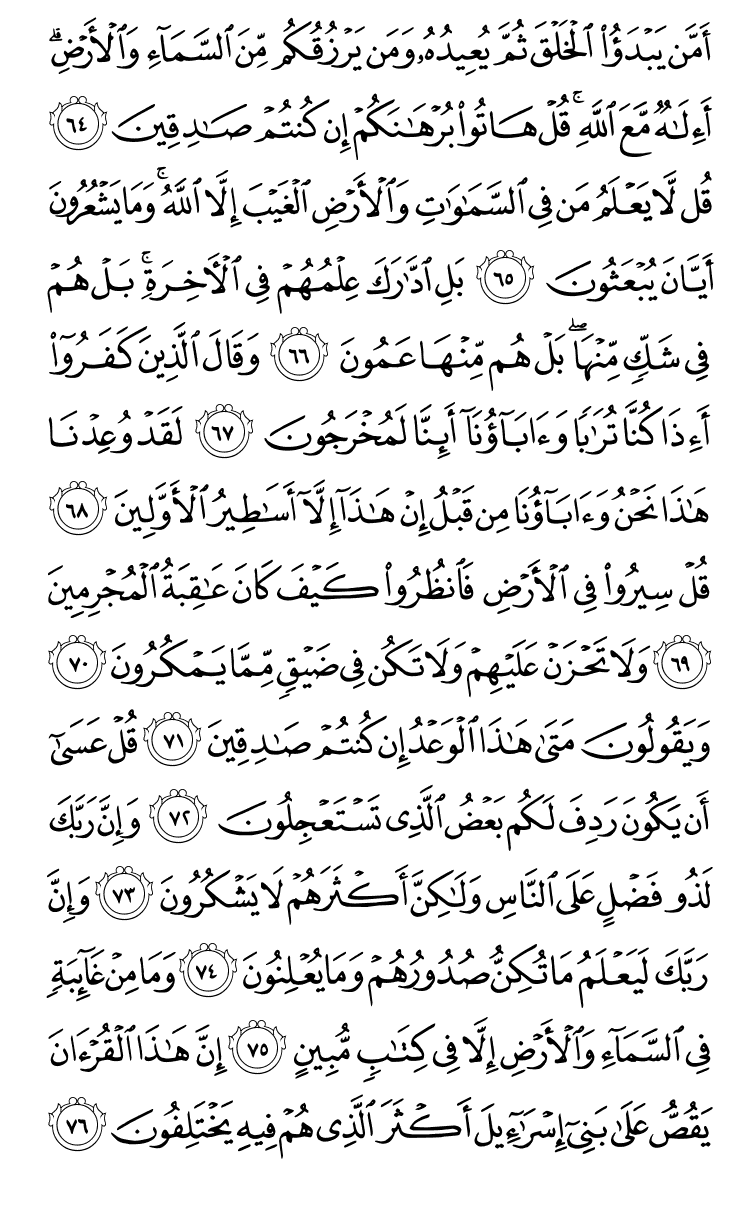 أَمَّن يَبْدَؤُاْ ٱلْخَلْقَ ثُمَّ يُعِيدُهُۥ وَمَن يَرْزُقُكُم مِّنَ ٱلسَّمَآءِ وَٱلْأَرْضِۗ
أَءِلَٰهٌ مَّعَ ٱللَّهِۚ قُلْ هَاتُواْ بُرْهَٰنَكُمْ إِن كُنتُمْ صَٰدِقِينَ ٦٤
قُل لَّا يَعْلَمُ مَن فِى ٱلسَّمَٰوَٰتِ وَٱلْأَرْضِ ٱلْغَيْبَ إِلَّا ٱللَّهُۚ وَمَا يَشْعُرُونَ
أَيَّانَ يُبْعَثُونَ ٦٥ بَلِ ٱدَّٰرَكَ عِلْمُهُمْ فِى ٱلْأَخِرَةِۚ بَلْ هُمْ
فِى شَكٍّ مِّنْهَاۖ بَلْ هُم مِّنْهَا عَمُونَ ٦٦ وَقَالَ ٱلَّذِينَ كَفَرُوٓاْ
أَءِذَا كُنَّا تُرَٰبًا وَءَابَآؤُنَآ أَئِنَّا لَمُخْرَجُونَ ٦٧ لَقَدْ وُعِدْنَا
هَٰذَا نَحْنُ وَءَابَآؤُنَا مِن قَبْلُ إِنْ هَٰذَآ إِلَّآ أَسَٰطِيرُ ٱلْأَوَّلِينَ ٦٨
قُلْ سِيرُواْ فِى ٱلْأَرْضِ فَٱنظُرُواْ كَيْفَ كَانَ عَٰقِبَةُ ٱلْمُجْرِمِينَ
٦٩ وَلَا تَحْزَنْ عَلَيْهِمْ وَلَا تَكُن فِى ضَيْقٍ مِّمَّا يَمْكُرُونَ ٧٠
وَيَقُولُونَ مَتَىٰ هَٰذَا ٱلْوَعْدُ إِن كُنتُمْ صَٰدِقِينَ ٧١ قُلْ عَسَىٰٓ
أَن يَكُونَ رَدِفَ لَكُم بَعْضُ ٱلَّذِى تَسْتَعْجِلُونَ ٧٢ وَإِنَّ رَبَّكَ
لَذُو فَضْلٍ عَلَى ٱلنَّاسِ وَلَٰكِنَّ أَكْثَرَهُمْ لَا يَشْكُرُونَ ٧٣ وَإِنَّ
رَبَّكَ لَيَعْلَمُ مَا تُكِنُّ صُدُورُهُمْ وَمَا يُعْلِنُونَ ٧٤ وَمَا مِنْ غَآئِبَةٍ
فِى ٱلسَّمَآءِ وَٱلْأَرْضِ إِلَّا فِى كِتَٰبٍ مُّبِينٍ ٧٥ إِنَّ هَٰذَا ٱلْقُرْءَانَ
يَقُصُّ عَلَىٰ بَنِىٓ إِسْرَٰٓءِيلَ أَكْثَرَ ٱلَّذِى هُمْ فِيهِ يَخْتَلِفُونَ ٧٦